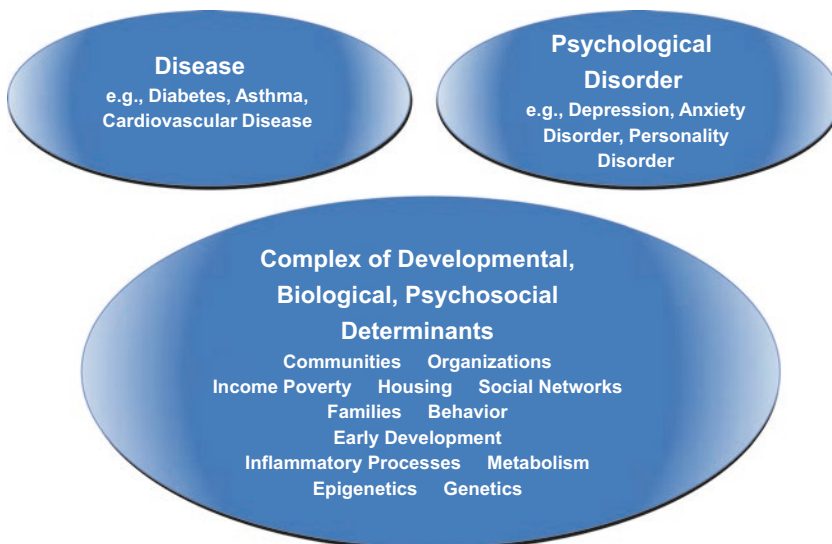 Disease
e.g., Diabetes, Asthma,
Cardiovascular Disease
Psychological
Disorder
e.g., Depression, Anxiety
Disorder, Personality
Disorder
Complex of Developmental,
Biological, Psychosocial
Determinants
Communities Organizations
Income Poverty Housing Social Networks
Families Behavior
Early Development
Inflammatory Processes Metabolism
Epigenetics Genetics